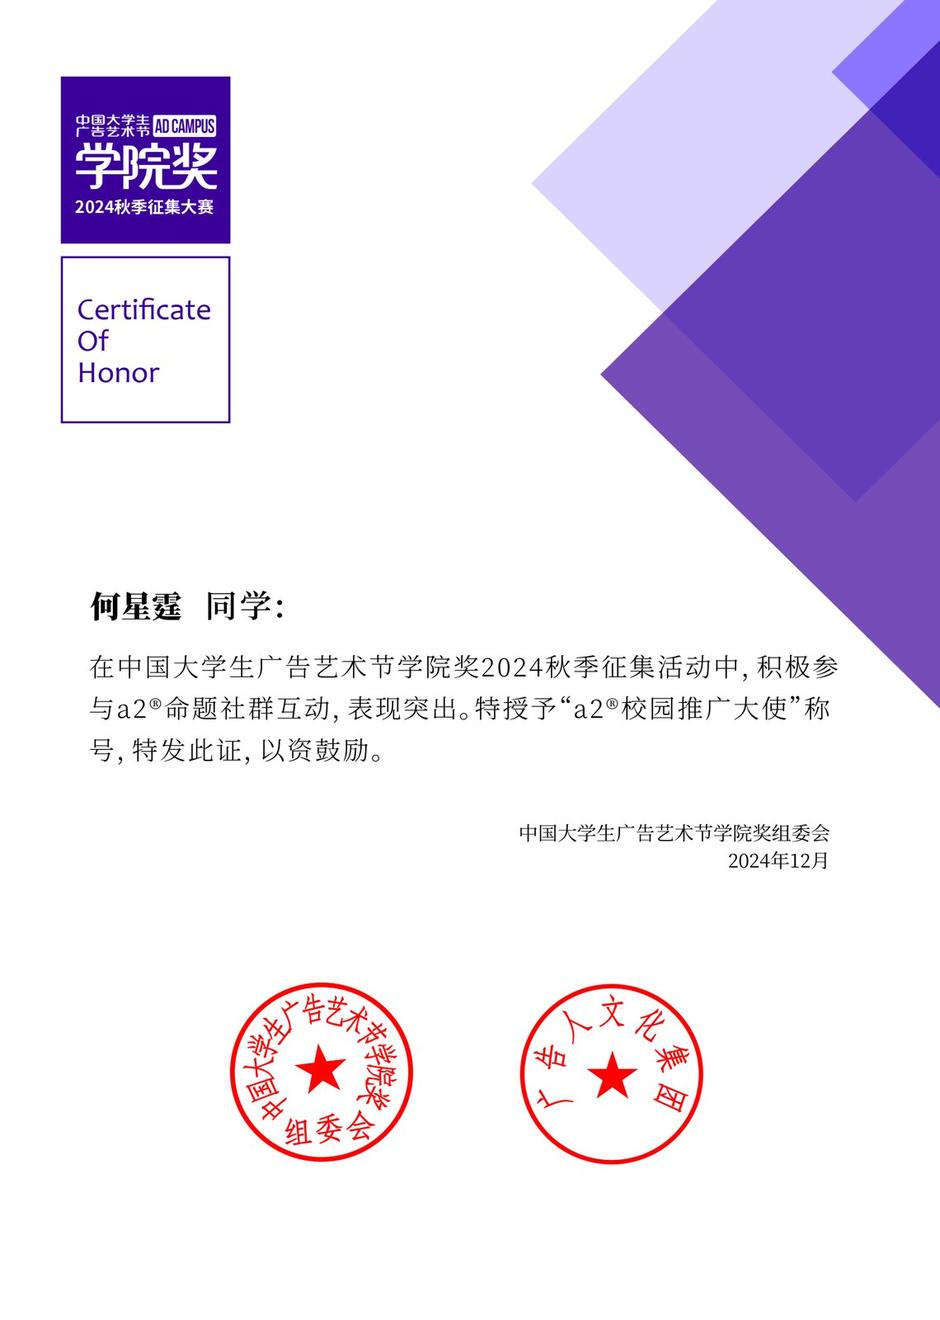 中国大学生
广告艺术节 AD CAMPUS
学院奖
2024秋季征集大赛
Certificate
Of
Honor
何星霆 同学：
在中国大学生广告艺术节学院奖2024秋季征集活动中，积极参
与a2®命题社群互动，表现突出。特授予“a2®校园推广大使”称
号，特发此证，以资鼓励。
中国大学生广告艺术节学院奖组委会
2024年12月
中国大学生广告艺术节学院奖
组委会
广告人文化集团